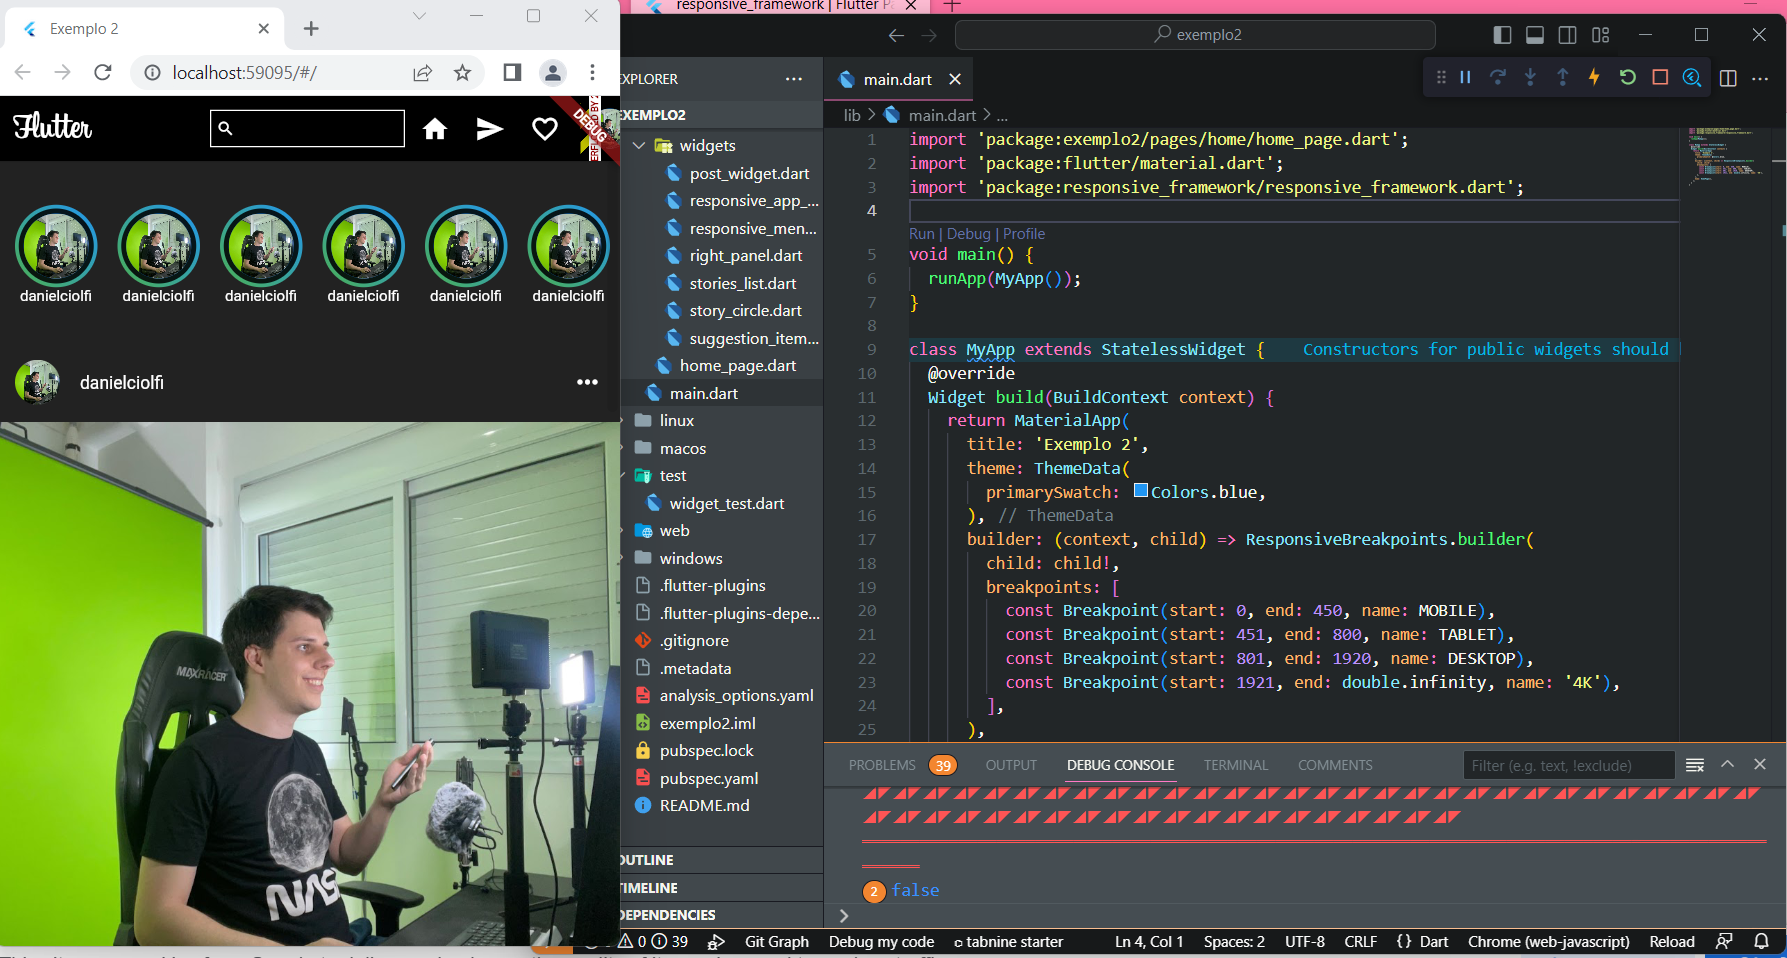 responsive_framework | Flutter P
Exemplo 2
localhost:59095/#/
Flutter
DEBUG
danielciolfi
danielciolfi
danielciolfi
danielciolfi
danielciolfi
danielciolfi
danielciolfi
MAXRACER
exemplo2
EXPLORER
EXEMPLO2
widgets
post_widget.dart
responsive_app_...
responsive_men...
right_panel.dart
stories_list.dart
story_circle.dart
suggestion_item...
home_page.dart
main.dart
linux
macos
test
widget_test.dart
web
windows
.flutter-plugins
.flutter-plugins-depe...
.gitignore
.metadata
analysis_options.yaml
exemplo2.iml
pubspec.lock
pubspec.yaml
README.md
OUTLINE
TIMELINE
DEPENDENCIES
main.dart
lib > main.dart > ...
1 import 'package:exemplo2/pages/home/home_page.dart';
2 import 'package:flutter/material.dart';
3 import 'package:responsive_framework/responsive_framework.dart';
4
Run | Debug | Profile
5 void main() {
6 runApp(MyApp());
7 }
8
9 class MyApp extends StatelessWidget { Constructors for public widgets should
10 @override
11 Widget build(BuildContext context) {
12 return MaterialApp(
13 title: 'Exemplo 2',
14 theme: ThemeData(
15 primarySwatch: Colors.blue,
16 ), // ThemeData
17 builder: (context, child) => ResponsiveBreakpoints.builder(
18 child: child!,
19 breakpoints: [
20 const Breakpoint(start: 0, end: 450, name: MOBILE),
21 const Breakpoint(start: 451, end: 800, name: TABLET),
22 const Breakpoint(start: 801, end: 1920, name: DESKTOP),
23 const Breakpoint(start: 1921, end: double.infinity, name: '4K'),
24 ],
25 ),
PROBLEMS 39 OUTPUT DEBUG CONSOLE TERMINAL COMMENTS Filter (e.g. text, !exclude)
2 false
0 39 Git Graph Debug my code tabnine starter Ln 4, Col 1 Spaces: 2 UTF-8 CRLF {} Dart Chrome (web-javascript) Reload